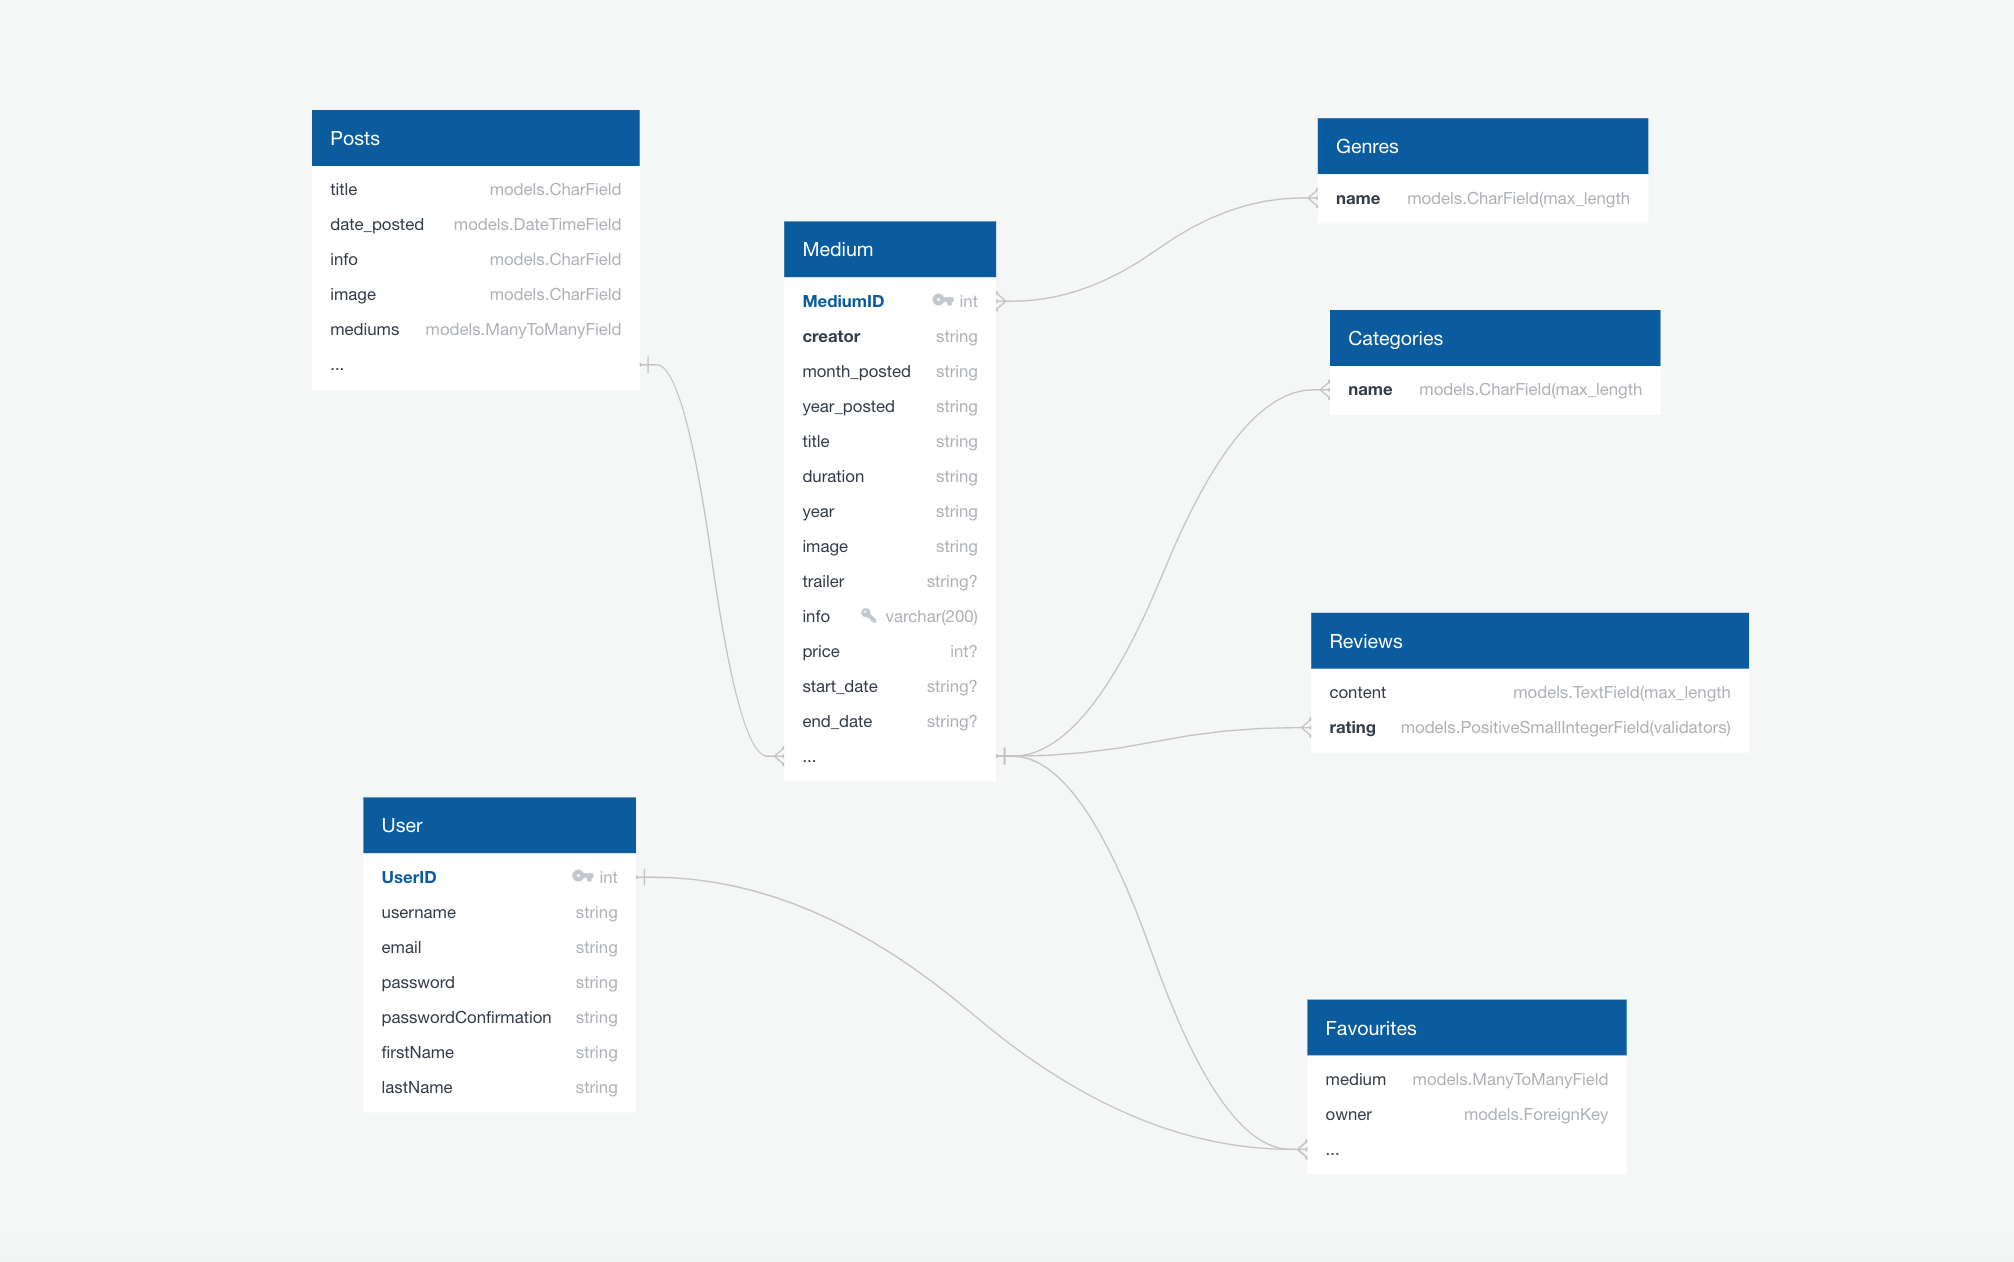 Posts
title models.CharField
date_posted models.DateTimeField
info models.CharField
image models.CharField
mediums models.ManyToManyField
...
Medium
MediumID int
creator string
month_posted string
year_posted string
title string
duration string
year string
image string
trailer string?
info varchar(200)
price int?
start_date string?
end_date string?
...
Genres
name models.CharField(max_length
Categories
name models.CharField(max_length
Reviews
content models.TextField(max_length
rating models.PositiveSmallIntegerField(validators)
User
UserID int
username string
email string
password string
passwordConfirmation string
firstName string
lastName string
Favourites
medium models.ManyToManyField
owner models.ForeignKey
...